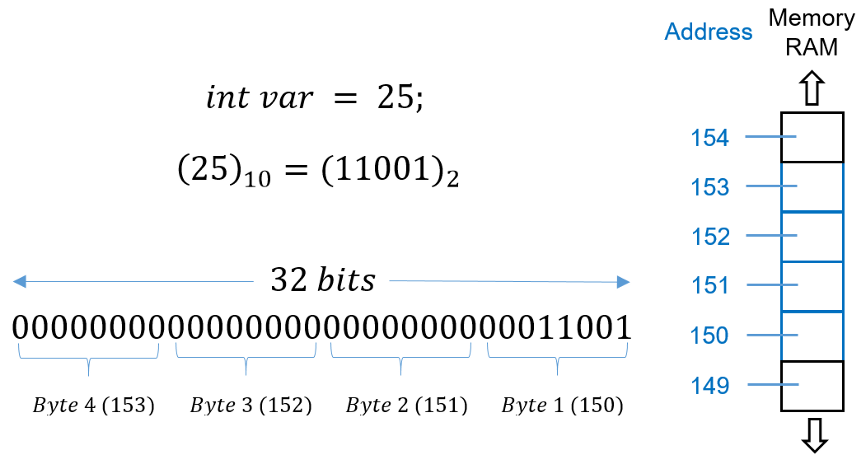 int var = 25;
(25)₁₀ = (11001)₂
32 bits
00000000000000000000000000011001
Byte 4 (153) Byte 3 (152) Byte 2 (151) Byte 1 (150)
Address
Memory
RAM
154
153
152
151
150
149